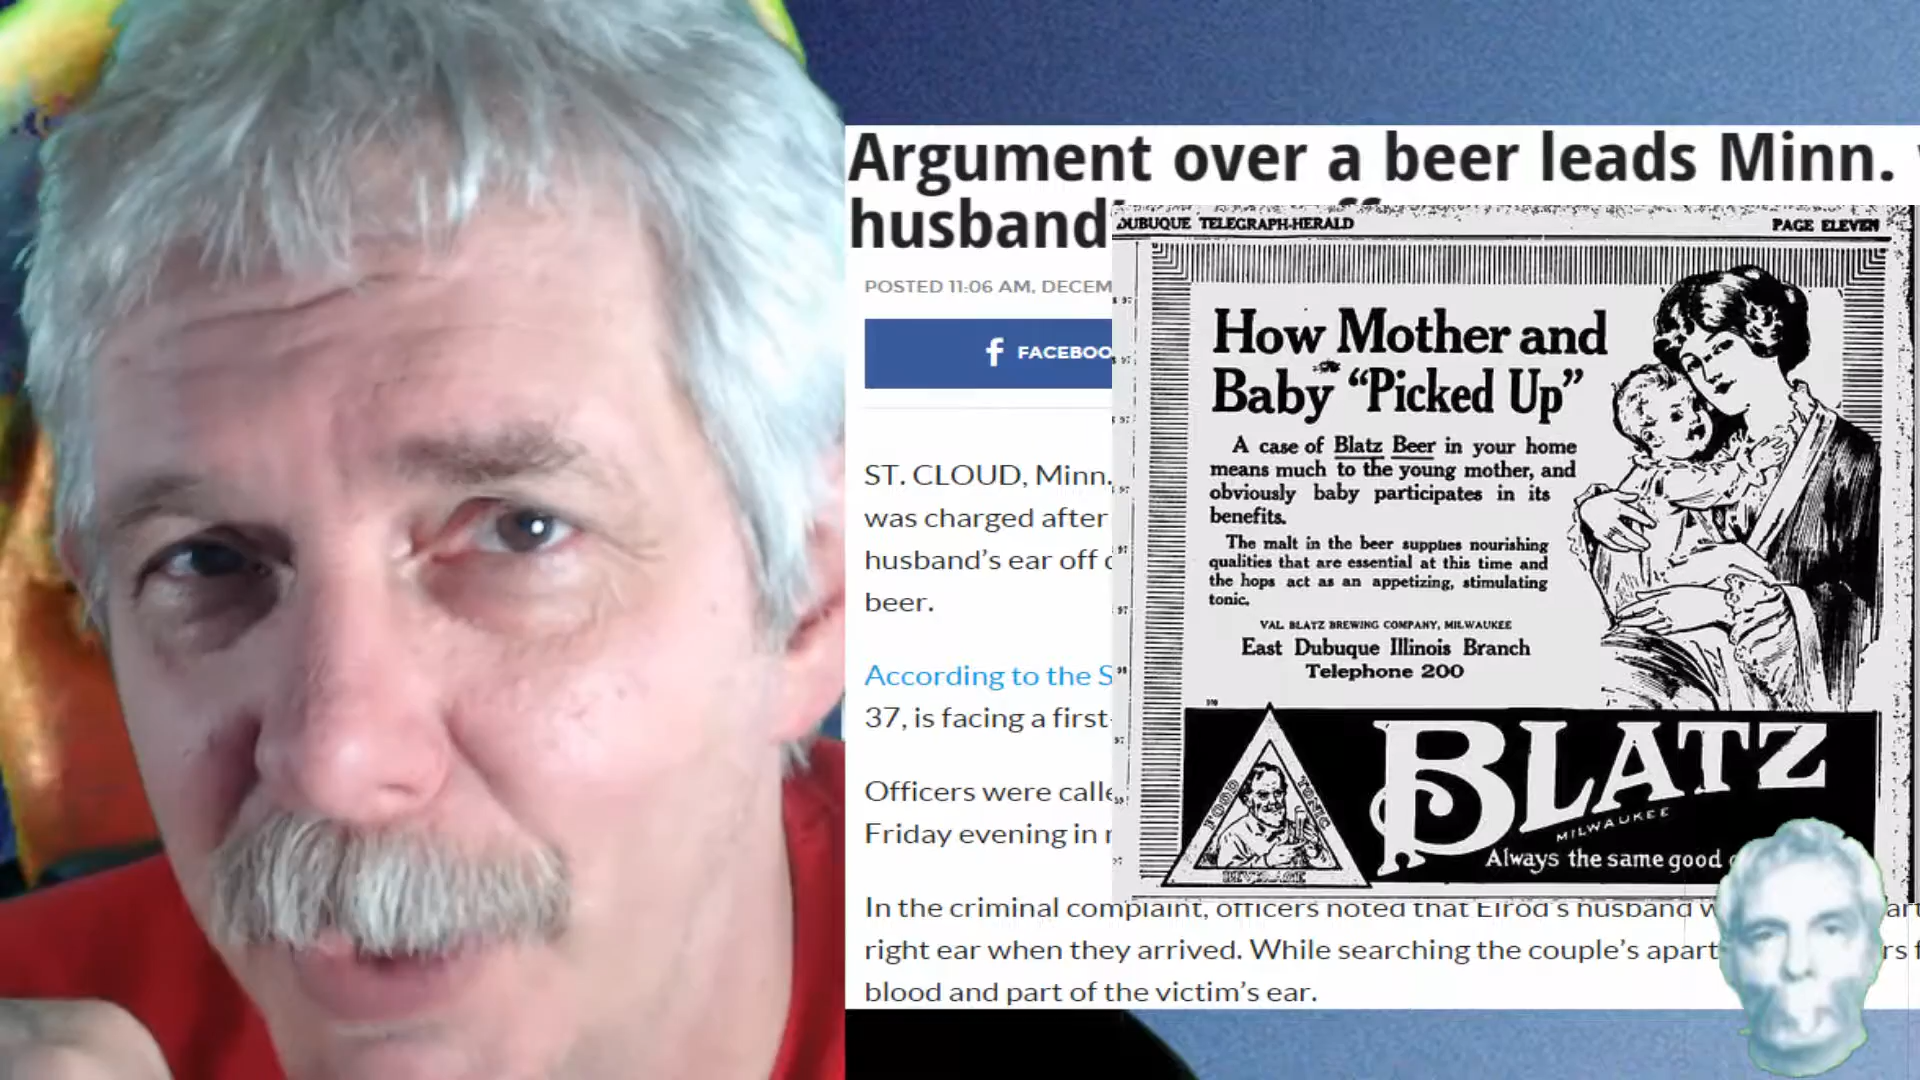 Argument over a beer leads Minn.
husband'
POSTED 11:06 AM, DECEM
f FACEBOO
ST. CLOUD, Minn.
was charged after
husband's ear off
beer.
According to the S
37, is facing a first-
Officers were calle
Friday evening in
In the criminal complaint, officers noted that Elrod's husband
right ear when they arrived. While searching the couple's apart
blood and part of the victim's ear.
DUBUQUE TELEGRAPH-HERALD PAGE ELEVEN
How Mother and
Baby “Picked Up”
A case of Blatz Beer in your home
means much to the young mother, and
obviously baby participates in its
benefits.
The malt in the beer supplies nourishing
qualities that are essential at this time and
the hops act as an appetizing, stimulating
tonic.
VAL BLATZ BREWING COMPANY, MILWAUKEE
East Dubuque Illinois Branch
Telephone 200
FOOD TONIC
BEVERAGE
BLATZ
MILWAUKEE
Always the same good